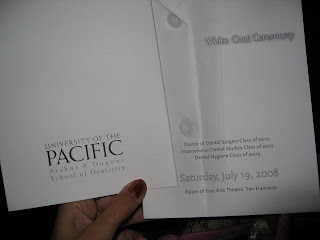 White Coat Ceremony
UNIVERSITY OF THE
PACIFIC
Arthur A. Dugoni
School of Dentistry
Doctor of Dental Surgery Class of 2010
International Dental Studies Class of 2010
Dental Hygiene Class of 2009
Saturday, July 19, 2008
Palace of Fine Arts Theatre, San Francisco